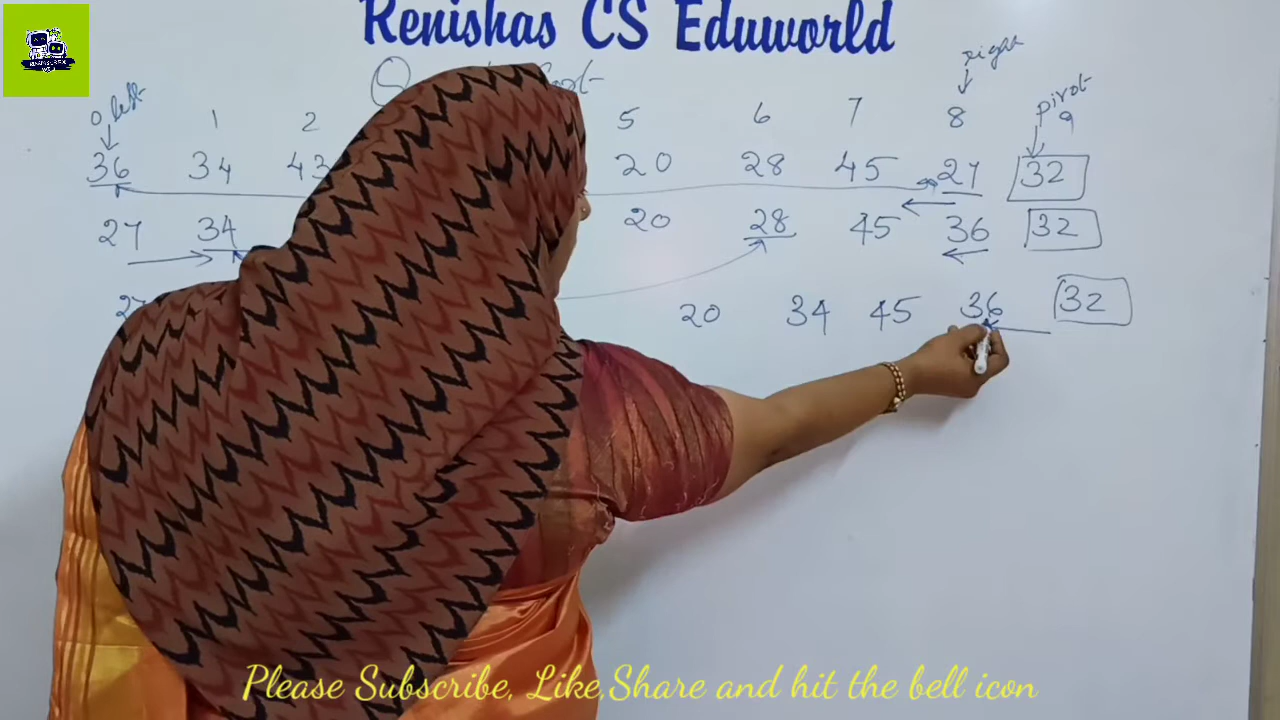 Renishas CS Eduworld
right
0 left 1 2 5 6 7 8 pivot 9
36 34 43 20 28 45 27 32
27 34 20 28 45 36 32
27 20 34 45 36 32
Please Subscribe, Like,Share and hit the bell icon